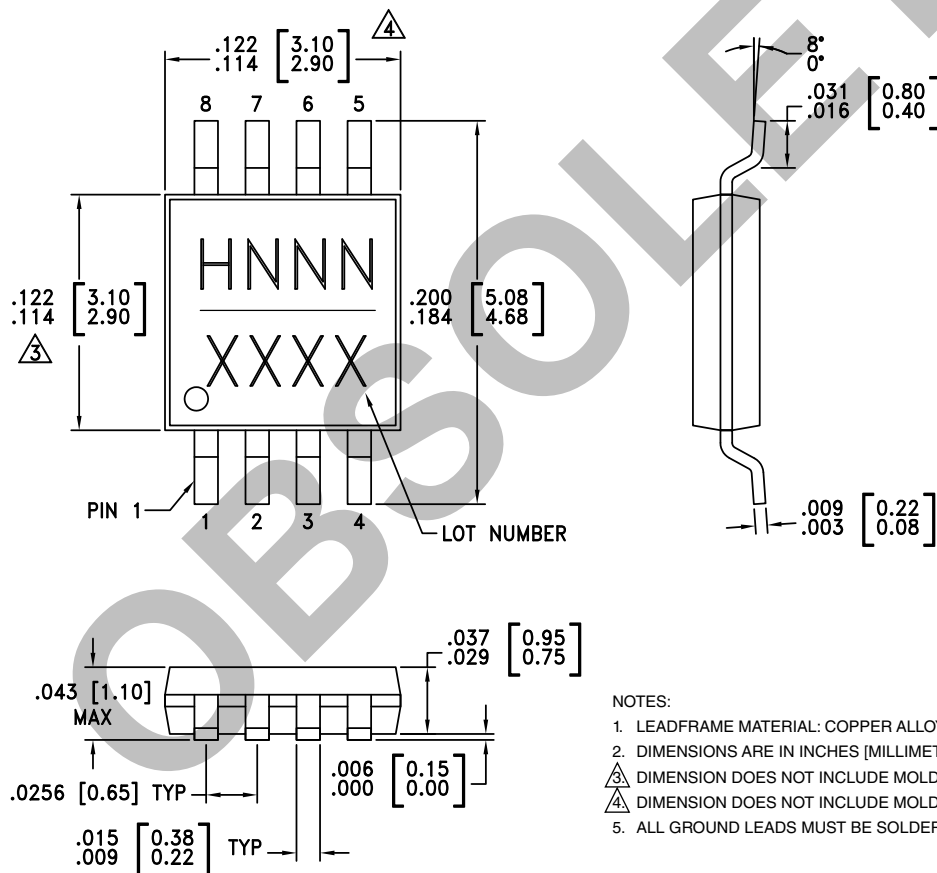 .122 [3.10]
.114 [2.90]
4
8 7 6 5
HNNN
XXXX
.122 [3.10]
.114 [2.90]
3
.200 [5.08]
.184 [4.68]
PIN 1
1 2 3 4
LOT NUMBER
8°
0°
.031 [0.80]
.016 [0.40]
.009 [0.22]
.003 [0.08]
.037 [0.95]
.029 [0.75]
.043 [1.10]
MAX
.0256 [0.65] TYP
.006 [0.15]
.000 [0.00]
.015 [0.38]
.009 [0.22]
TYP
NOTES:
1. LEADFRAME MATERIAL: COPPER ALLOY
2. DIMENSIONS ARE IN INCHES [MILLIMET
3. DIMENSION DOES NOT INCLUDE MOLD
4. DIMENSION DOES NOT INCLUDE MOLD
5. ALL GROUND LEADS MUST BE SOLDER
OBSOLE